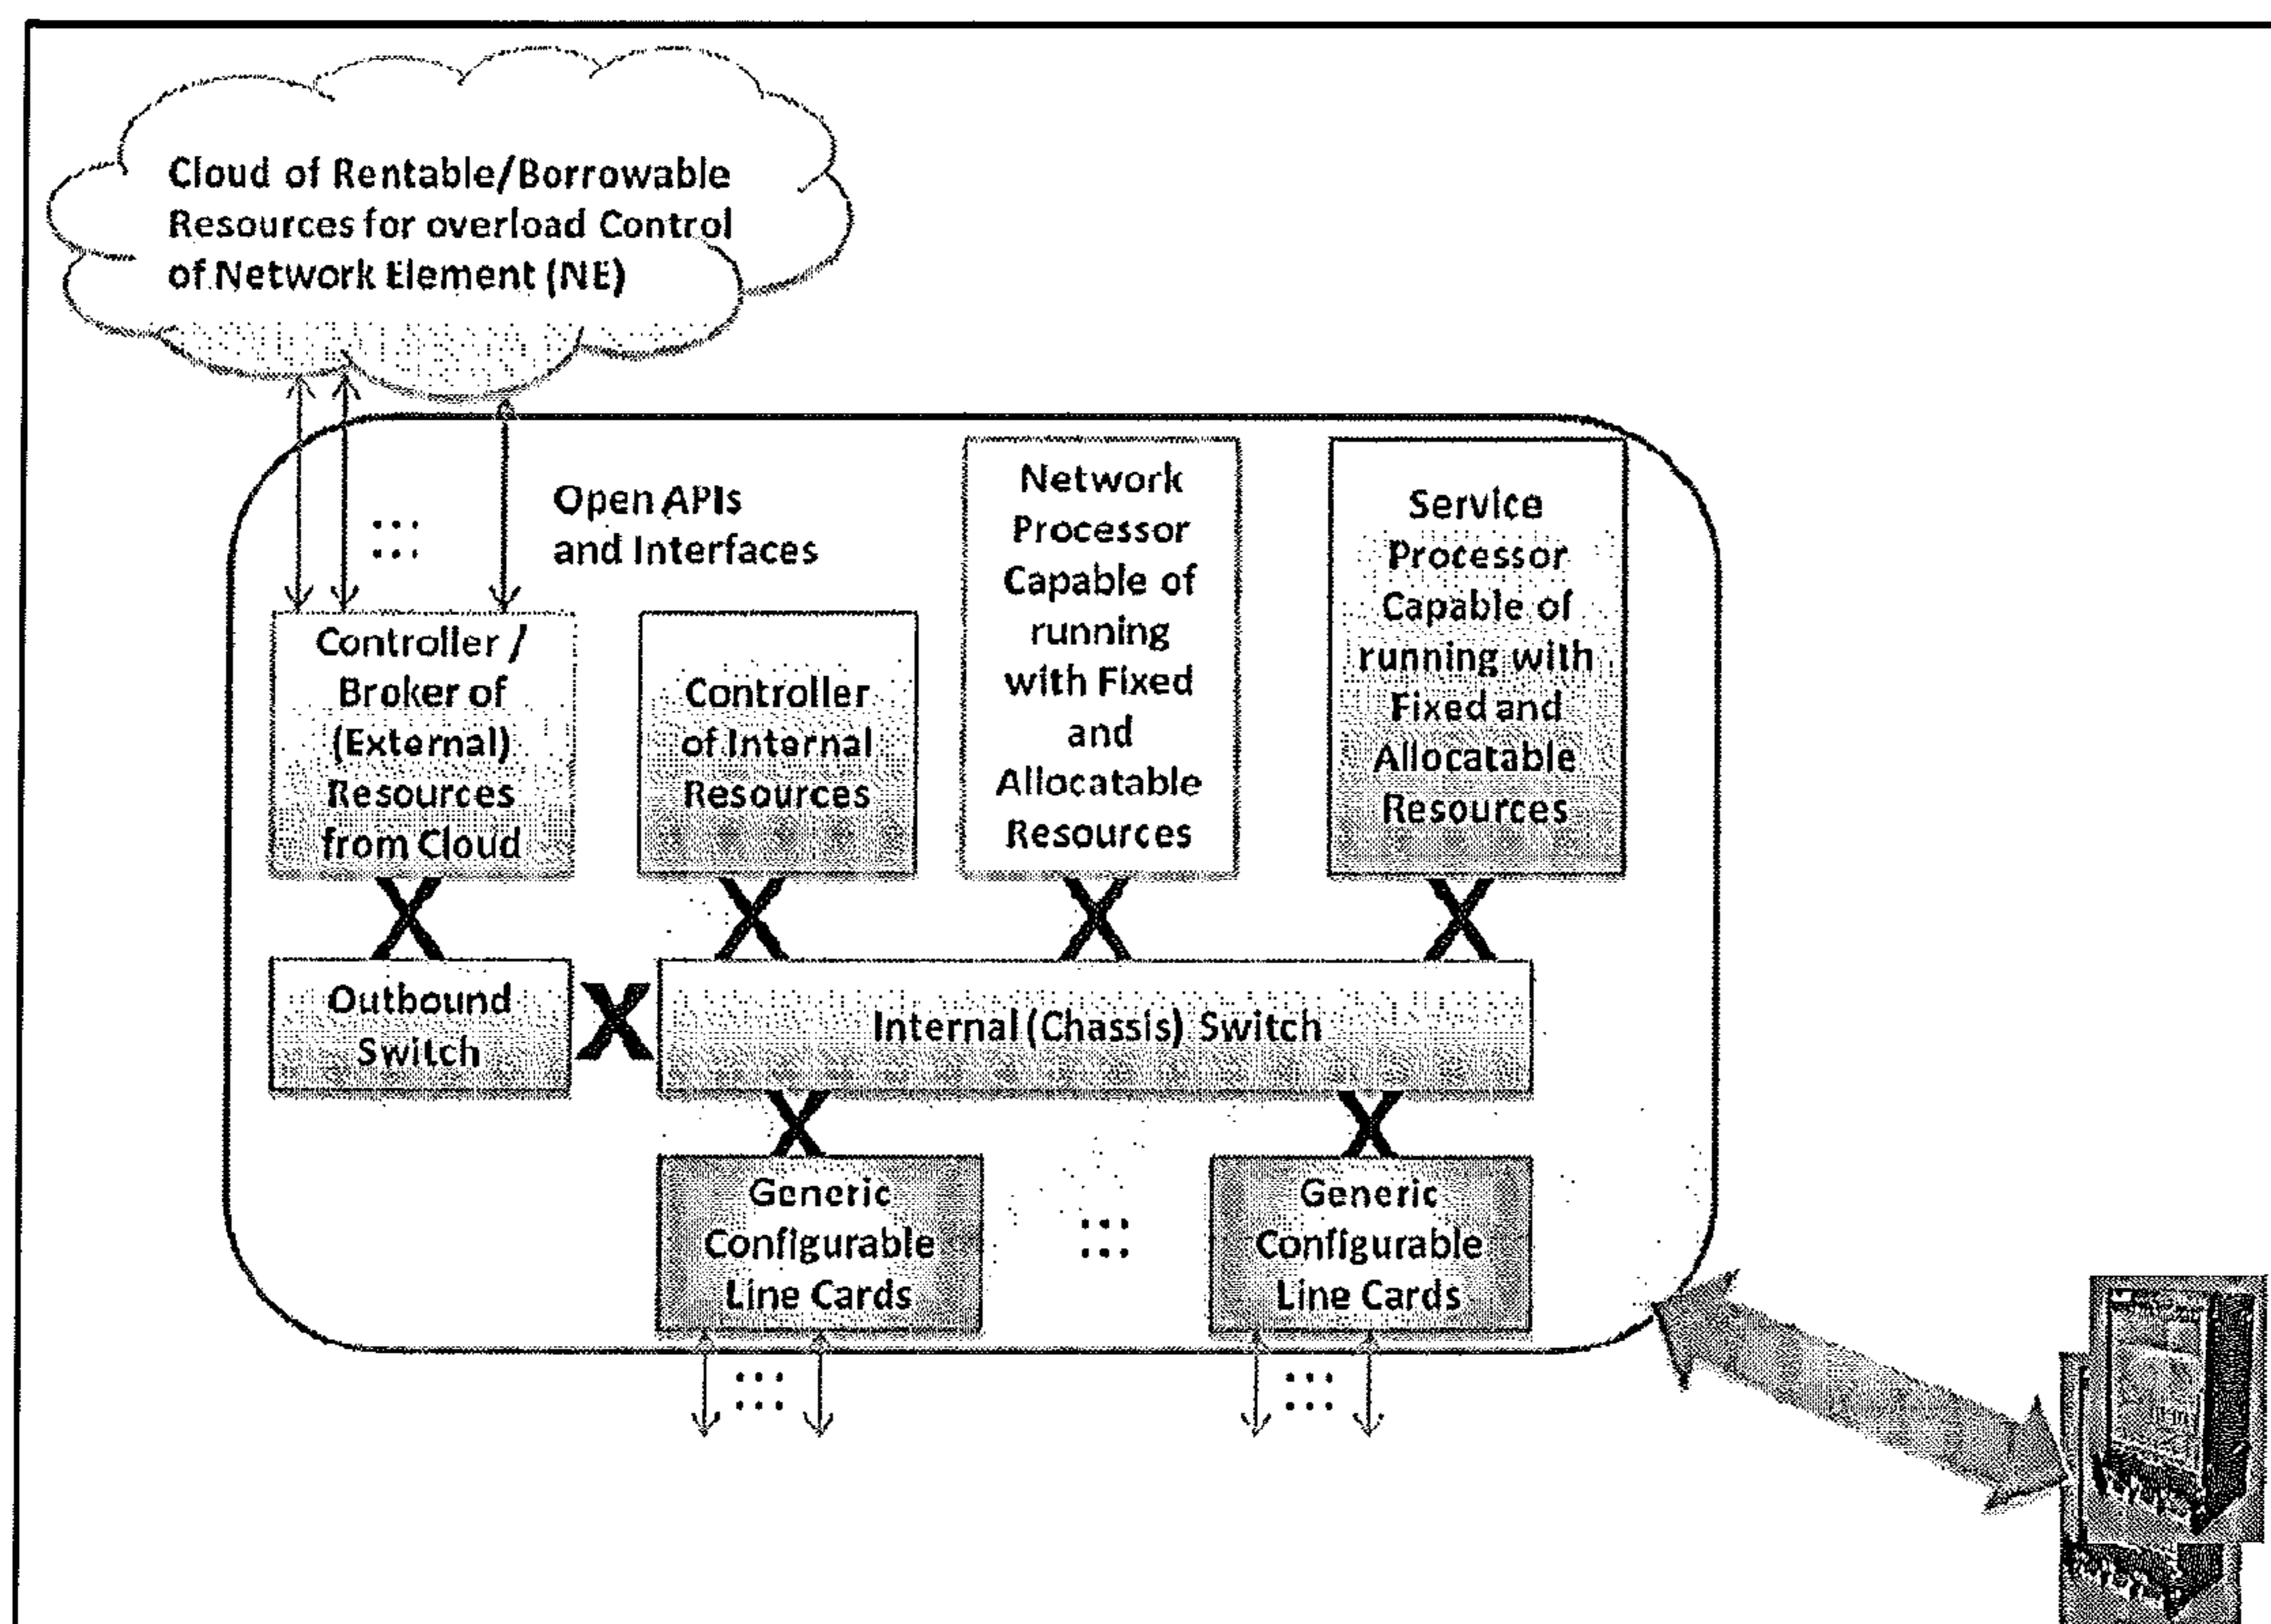 Cloud of Rentable/Borrowable
Resources for overload Control
of Network Element (NE)
Open APIs
and Interfaces
Controller /
Broker of
(External)
Resources
from Cloud
Controller
of Internal
Resources
Network
Processor
Capable of
running
with Fixed
and
Allocatable
Resources
Service
Processor
Capable of
running with
Fixed and
Allocatable
Resources
Outbound
Switch
Internal (Chassis) Switch
Generic
Configurable
Line Cards
Generic
Configurable
Line Cards